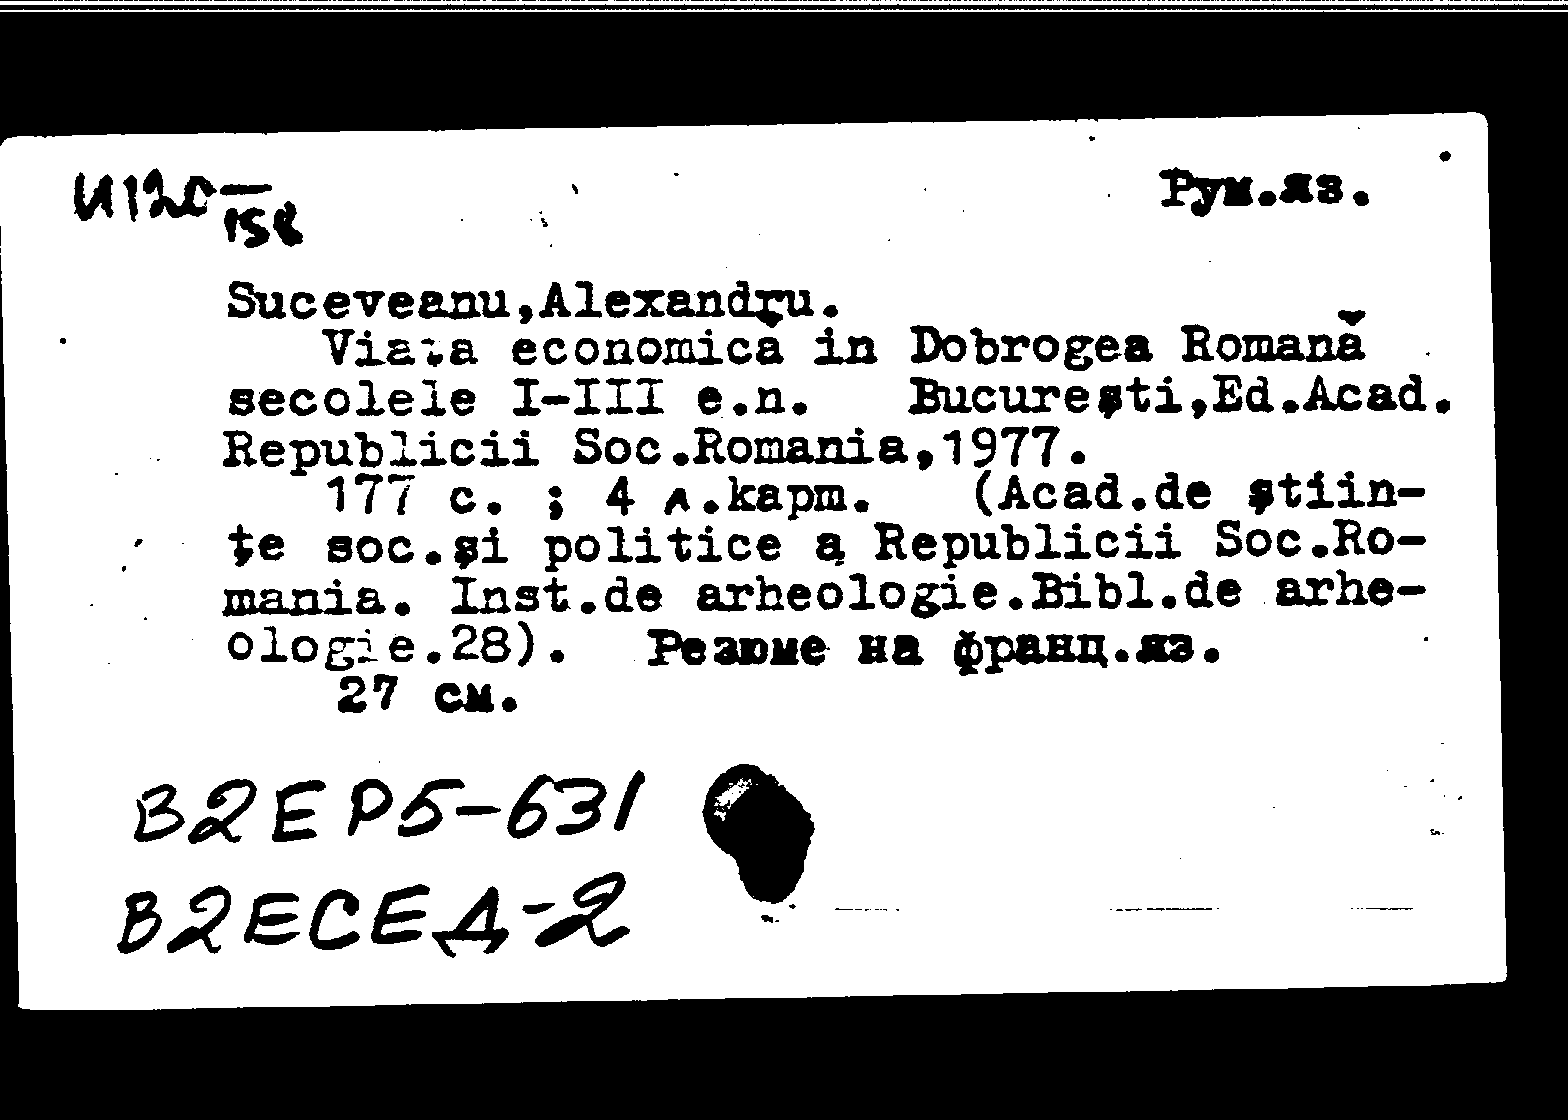 И120
158
Рум.яз.
Suceveanu,Alexandru.
Viaţa economică in Dobrogea Romană
secolele I-III e.n. Bucureşti,Ed.Acad.
Republicii Soc.Romania,1977.
177 с. ; 4 л.карт. (Acad.de ştiin-
ţe soc.şi politice a Republicii Soc.Ro-
mania. Inst.de arheologie.Bibl.de arhe-
ologie.28). Резюме на франц.яз.
27 см.
В2ЕР5-631
В2ЕСЕД-2